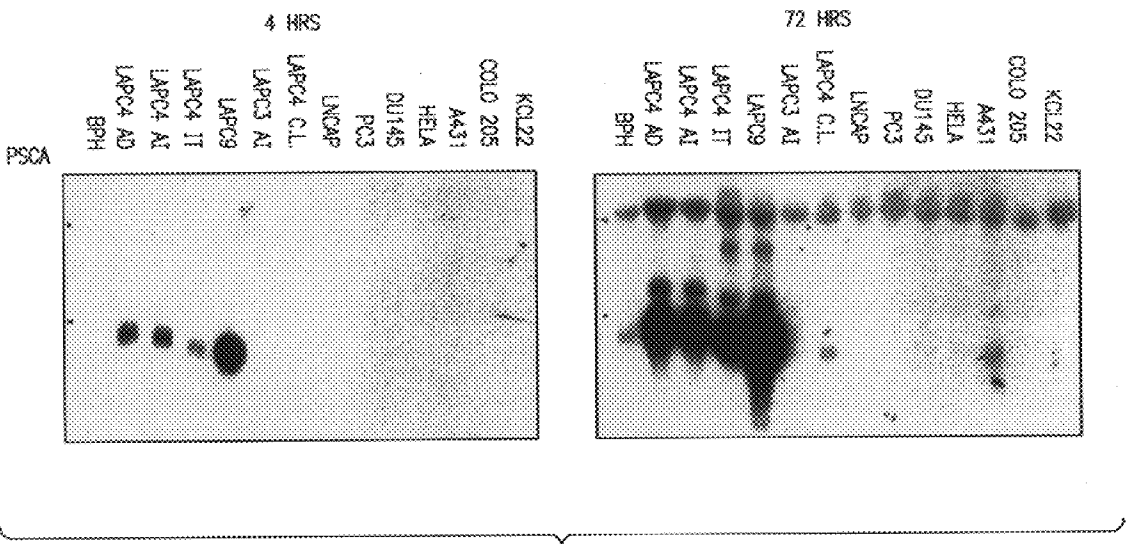 4 HRS
72 HRS
PSCA
BPH
LAPC4 AD
LAPC4 AI
LAPC4 IT
LAPC9
LAPC3 AI
LAPC4 C.L.
LNCAP
PC3
DU145
HELA
A431
COLO 205
KCL22
BPH
LAPC4 AD
LAPC4 AI
LAPC4 IT
LAPC9
LAPC3 AI
LAPC4 C.L.
LNCAP
PC3
DU145
HELA
A431
COLO 205
KCL22